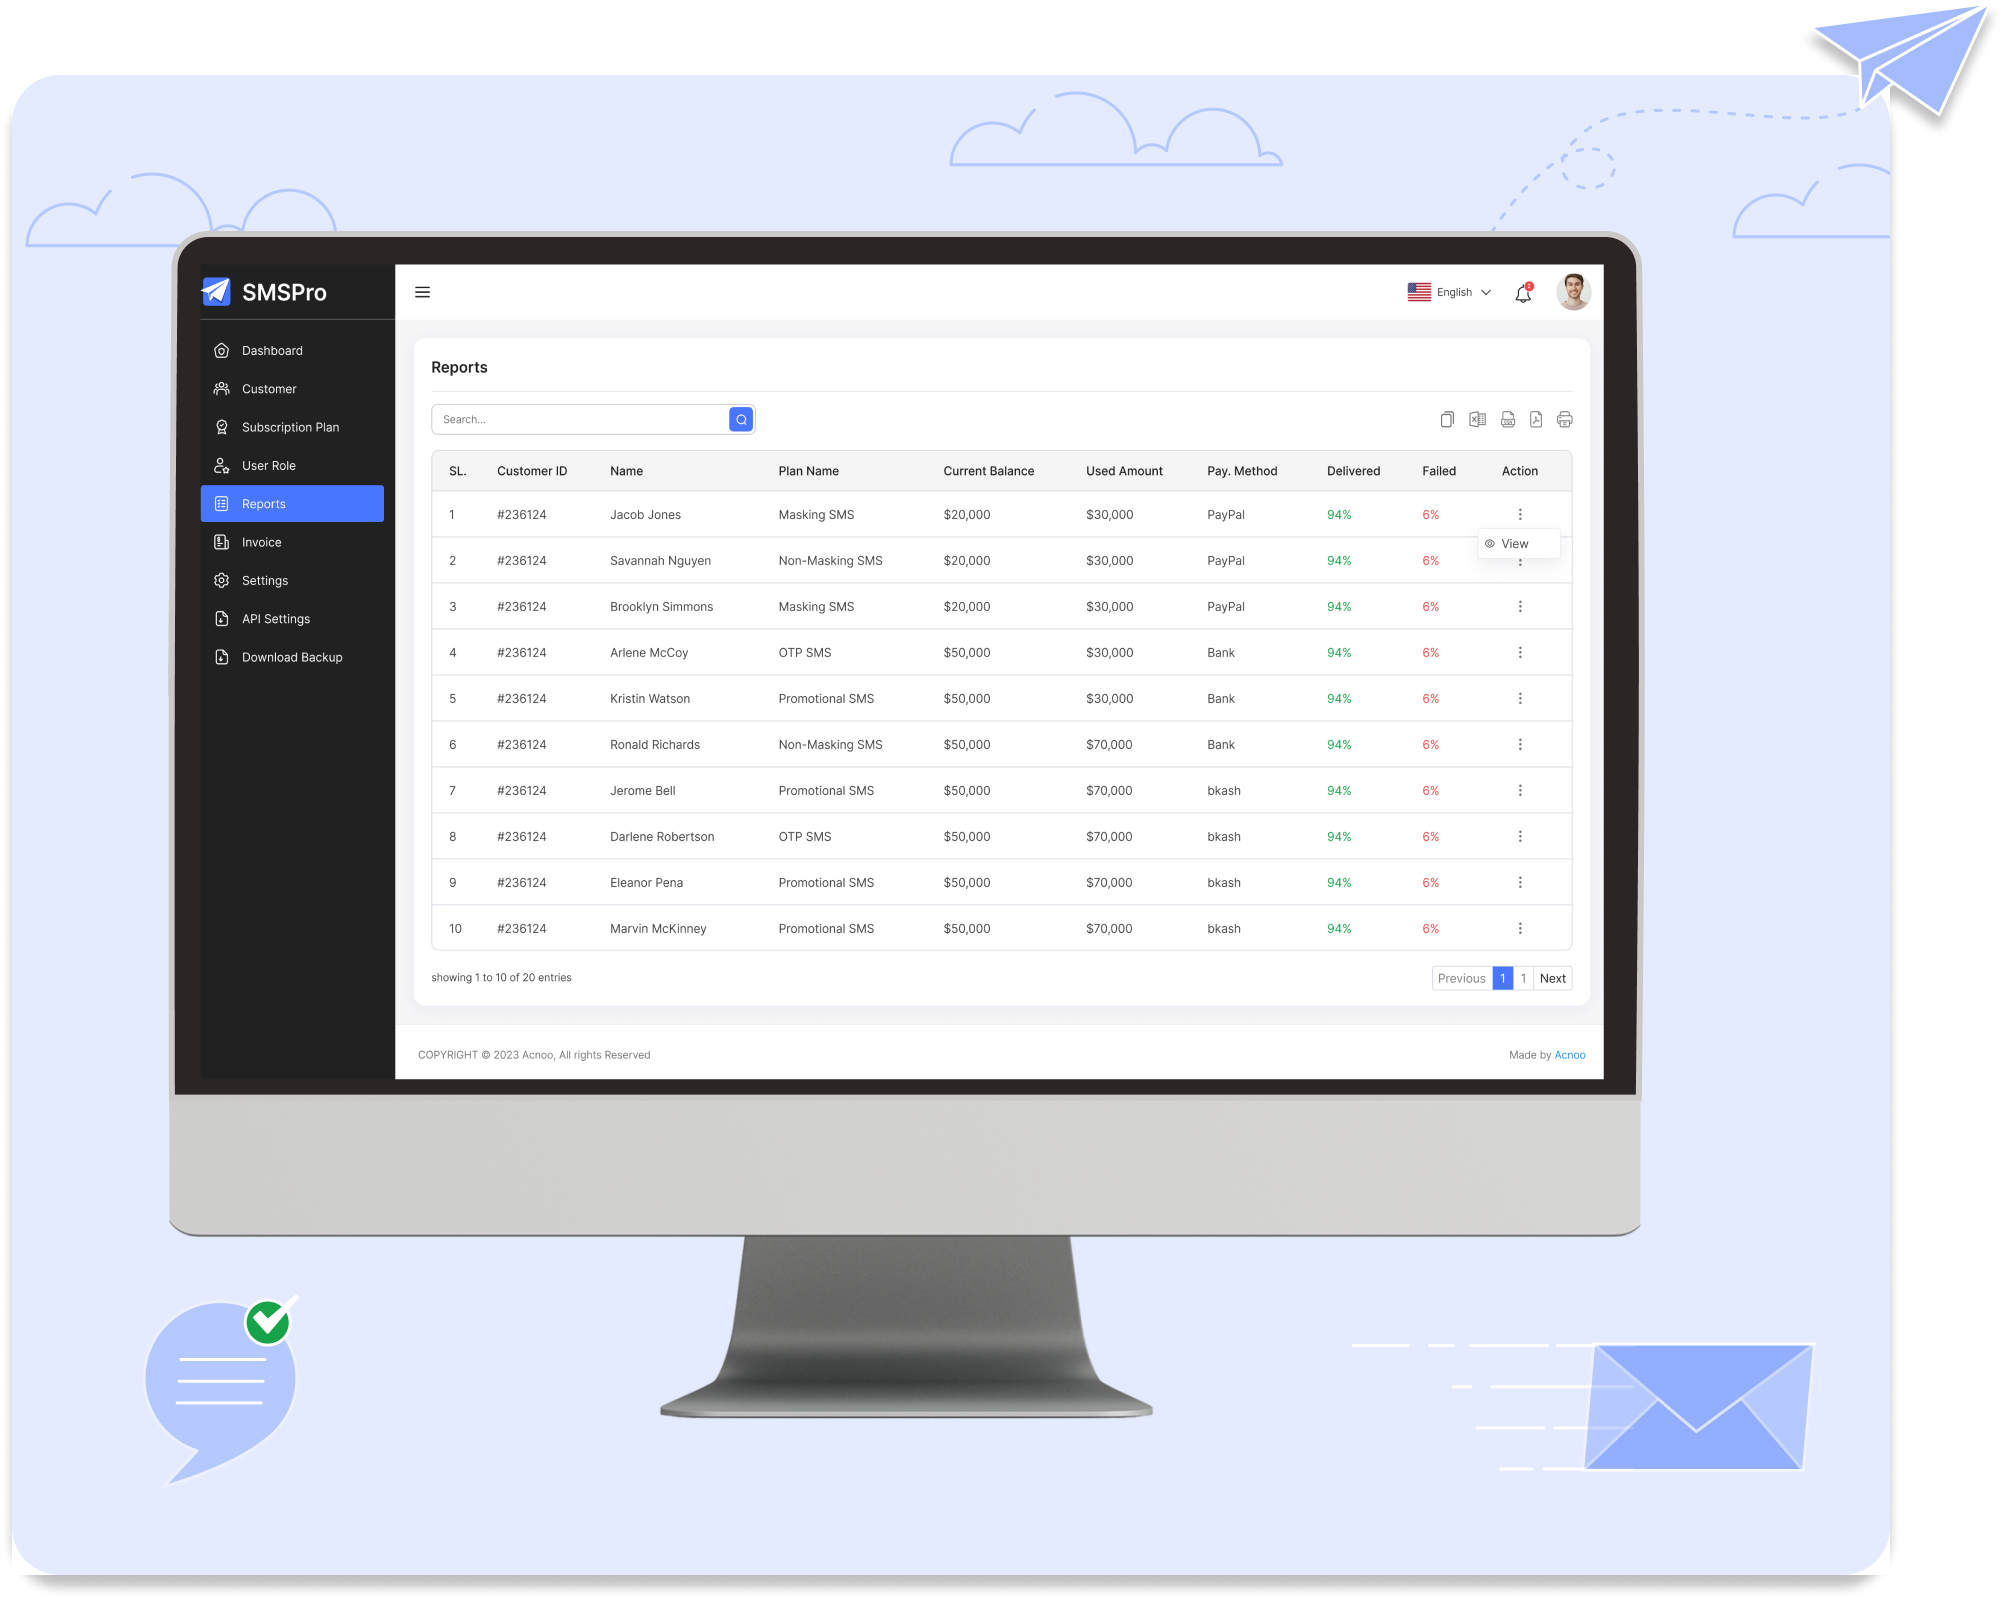 SMSPro
English
Dashboard
Customer
Subscription Plan
User Role
Reports
Invoice
Settings
API Settings
Download Backup
Reports
Search...
SL. Customer ID Name Plan Name Current Balance Used Amount Pay. Method Delivered Failed Action
1 #236124 Jacob Jones Masking SMS $20,000 $30,000 PayPal 94% 6%
View
2 #236124 Savannah Nguyen Non-Masking SMS $20,000 $30,000 PayPal 94% 6%
3 #236124 Brooklyn Simmons Masking SMS $20,000 $30,000 PayPal 94% 6%
4 #236124 Arlene McCoy OTP SMS $50,000 $30,000 Bank 94% 6%
5 #236124 Kristin Watson Promotional SMS $50,000 $30,000 Bank 94% 6%
6 #236124 Ronald Richards Non-Masking SMS $50,000 $70,000 Bank 94% 6%
7 #236124 Jerome Bell Promotional SMS $50,000 $70,000 bkash 94% 6%
8 #236124 Darlene Robertson OTP SMS $50,000 $70,000 bkash 94% 6%
9 #236124 Eleanor Pena Promotional SMS $50,000 $70,000 bkash 94% 6%
10 #236124 Marvin McKinney Promotional SMS $50,000 $70,000 bkash 94% 6%
showing 1 to 10 of 20 entries
Previous 1 1 Next
COPYRIGHT © 2023 Acnoo, All rights Reserved
Made by Acnoo